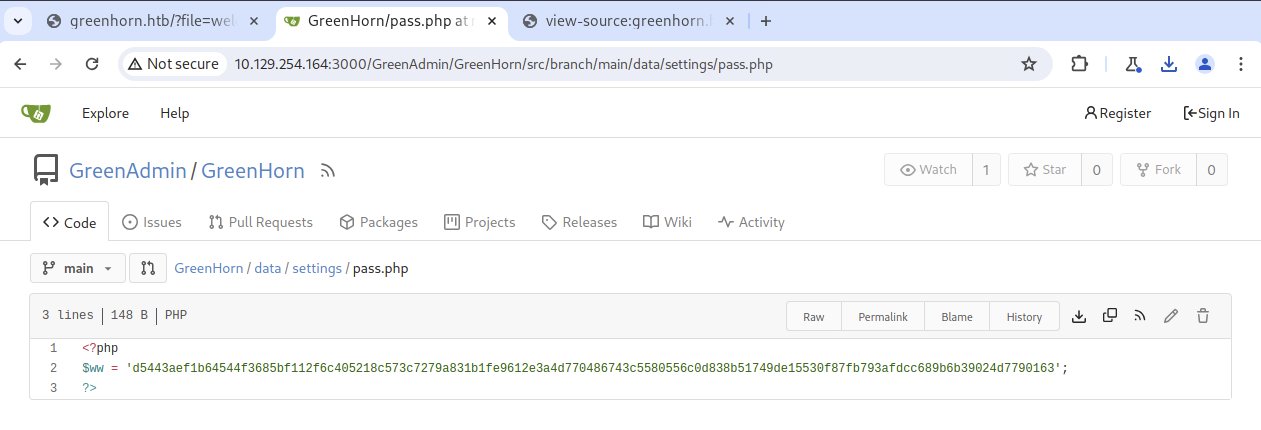 greenhorn.htb/?file=wel
GreenHorn/pass.php at
view-source:greenhorn.
Not secure 10.129.254.164:3000/GreenAdmin/GreenHorn/src/branch/main/data/settings/pass.php
Explore Help Register Sign In
GreenAdmin / GreenHorn Watch 1 Star 0 Fork 0
Code Issues Pull Requests Packages Projects Releases Wiki Activity
main GreenHorn / data / settings / pass.php
3 lines 148 B PHP Raw Permalink Blame History
1 <?php
2 $ww = 'd5443aef1b64544f3685bf112f6c405218c573c7279a831b1fe9612e3a4d770486743c5580556c0d838b51749de15530f87fb793afdcc689b6b39024d7790163';
3 ?>